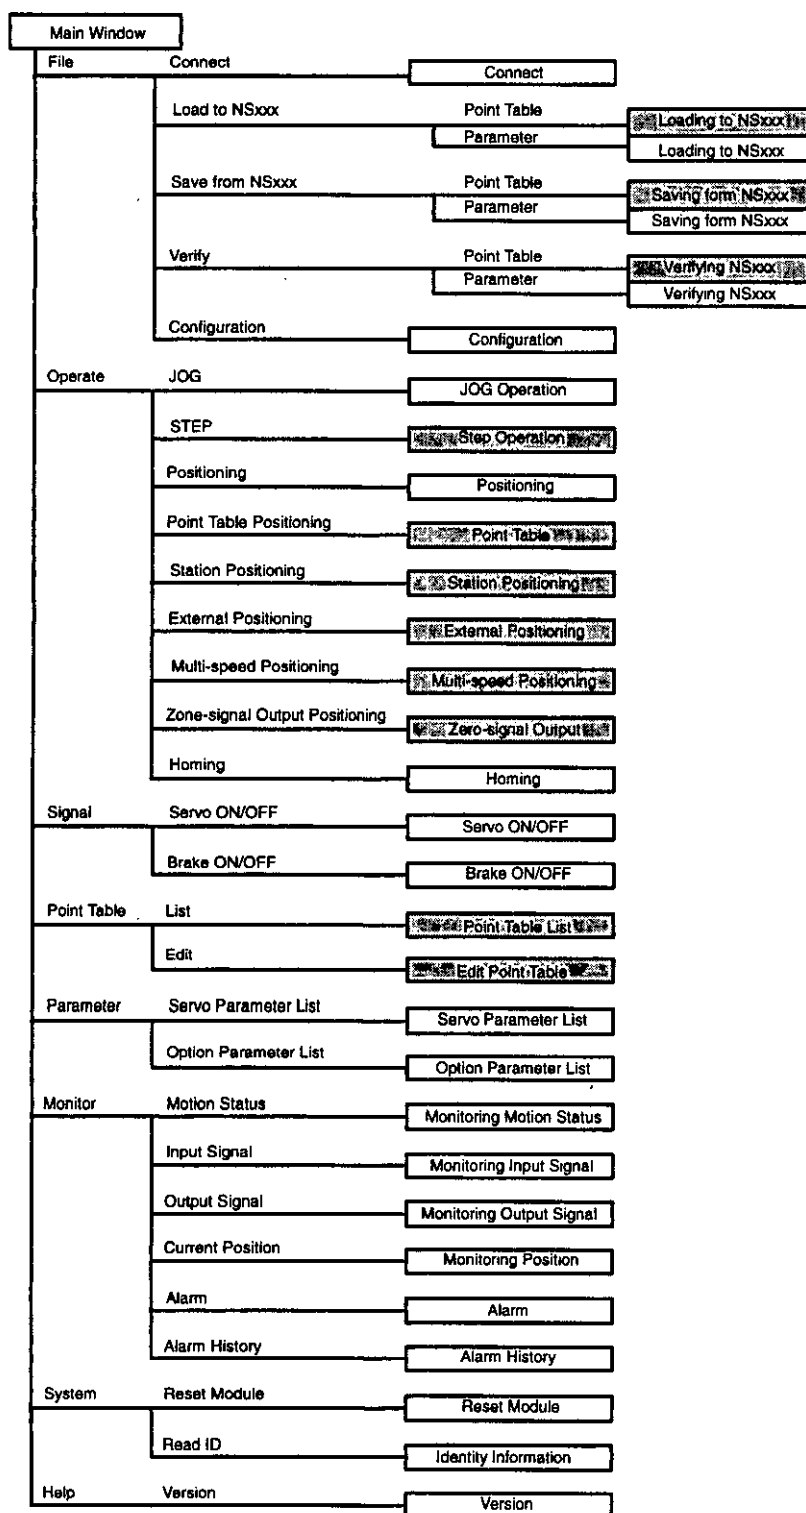 Main Window
File Connect Connect
Load to NSxxx Point Table Loading to NSxxx
Parameter Loading to NSxxx
Save from NSxxx Point Table Saving form NSxxx
Parameter Saving form NSxxx
Verify Point Table Verifying NSxxx
Parameter Verifying NSxxx
Configuration Configuration
Operate JOG JOG Operation
STEP Step Operation
Positioning Positioning
Point Table Positioning Point Table
Station Positioning Station Positioning
External Positioning External Positioning
Multi-speed Positioning Multi-speed Positioning
Zone-signal Output Positioning Zero-signal Output
Homing Homing
Signal Servo ON/OFF Servo ON/OFF
Brake ON/OFF Brake ON/OFF
Point Table List Point Table List
Edit Edit Point Table
Parameter Servo Parameter List Servo Parameter List
Option Parameter List Option Parameter List
Monitor Motion Status Monitoring Motion Status
Input Signal Monitoring Input Signal
Output Signal Monitoring Output Signal
Current Position Monitoring Position
Alarm Alarm
Alarm History Alarm History
System Reset Module Reset Module
Read ID Identity Information
Help Version Version